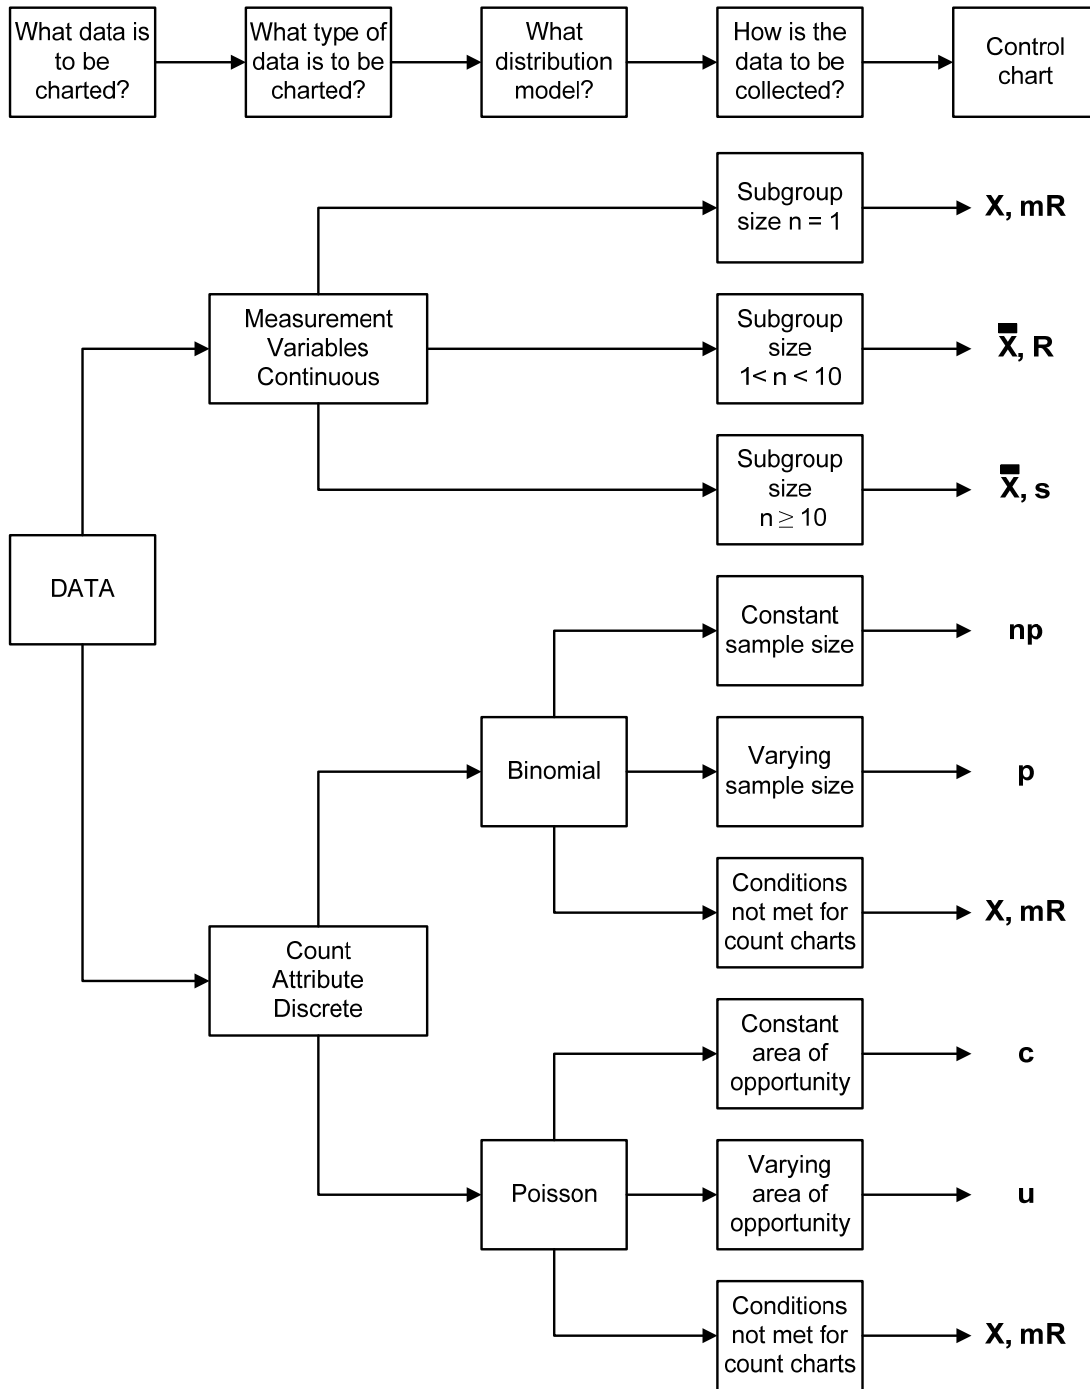 What data is
to be
charted?
What type of
data is to be
charted?
What
distribution
model?
How is the
data to be
collected?
Control
chart
Subgroup
size n = 1
X, mR
Measurement
Variables
Continuous
Subgroup
size
1< n < 10
X̅, R
Subgroup
size
n ≥ 10
X̅, s
DATA
Constant
sample size
np
Binomial
Varying
sample size
p
Conditions
not met for
count charts
X, mR
Count
Attribute
Discrete
Constant
area of
opportunity
c
Poisson
Varying
area of
opportunity
u
Conditions
not met for
count charts
X, mR